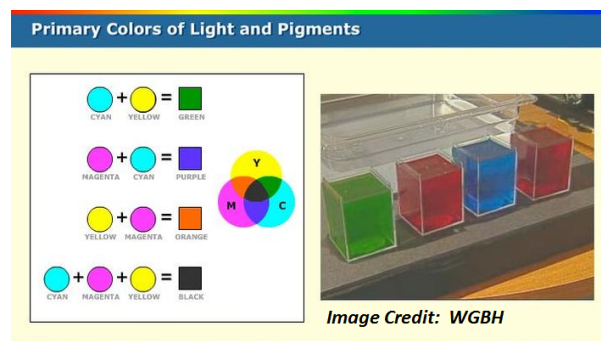 Primary Colors of Light and Pigments
+ =
CYAN YELLOW GREEN
+ =
MAGENTA CYAN PURPLE
+ =
YELLOW MAGENTA ORANGE
+ + =
CYAN MAGENTA YELLOW BLACK
Y
M C
Image Credit: WGBH